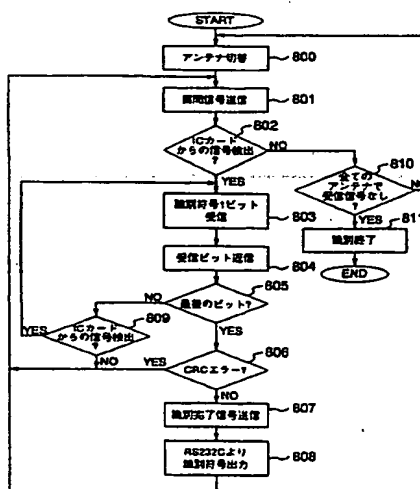 START
アンテナ切替
800
質問信号送信
801
802
ICカード
からの信号検出
?
NO
YES
810
全ての
アンテナで
受信信号なし
?
NO
YES
識別符号1ビット
受信
803
811
識別終了
END
受信ビット返信
804
805
最後のビット?
NO
YES
809
ICカード
からの信号検出
?
YES
NO
806
CRCエラー?
YES
NO
識別完了信号送信
807
RS232Cより
識別符号出力
808